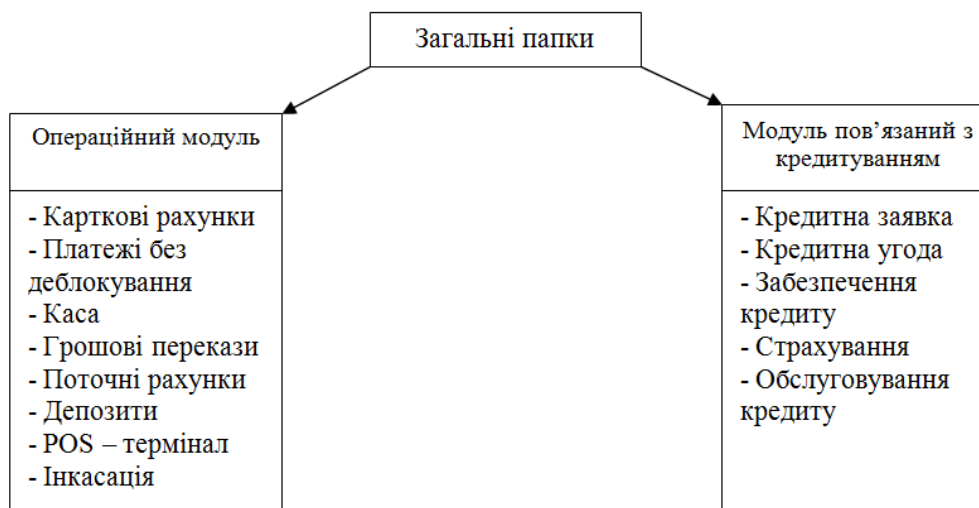 Загальні папки
Операційний модуль
- Карткові рахунки
- Платежі без
деблокування
- Каса
- Грошові перекази
- Поточні рахунки
- Депозити
- POS – термінал
- Інкасація
Модуль пов’язаний з
кредитуванням
- Кредитна заявка
- Кредитна угода
- Забезпечення
кредиту
- Страхування
- Обслуговування
кредиту